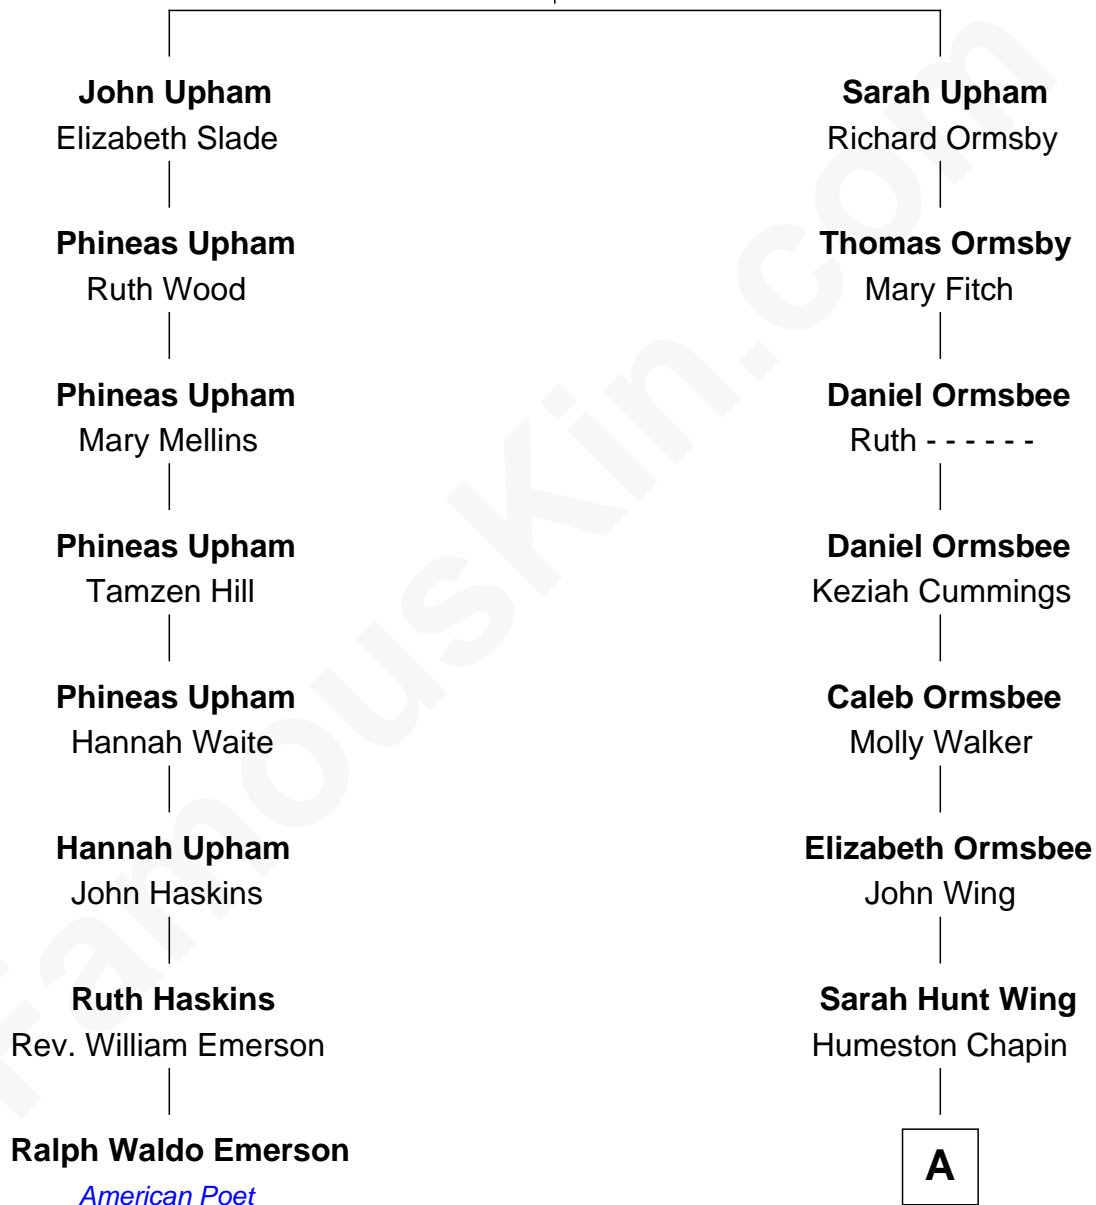 John Upham
Elizabeth Slade
Phineas Upham
Ruth Wood
Phineas Upham
Mary Mellins
Phineas Upham
Tamzen Hill
Phineas Upham
Hannah Waite
Hannah Upham
John Haskins
Ruth Haskins
Rev. William Emerson
Ralph Waldo Emerson
American Poet
Sarah Upham
Richard Ormsby
Thomas Ormsby
Mary Fitch
Daniel Ormsbee
Ruth - - - - - -
Daniel Ormsbee
Keziah Cummings
Caleb Ormsbee
Molly Walker
Elizabeth Ormsbee
John Wing
Sarah Hunt Wing
Humeston Chapin
A
FamousKin.com